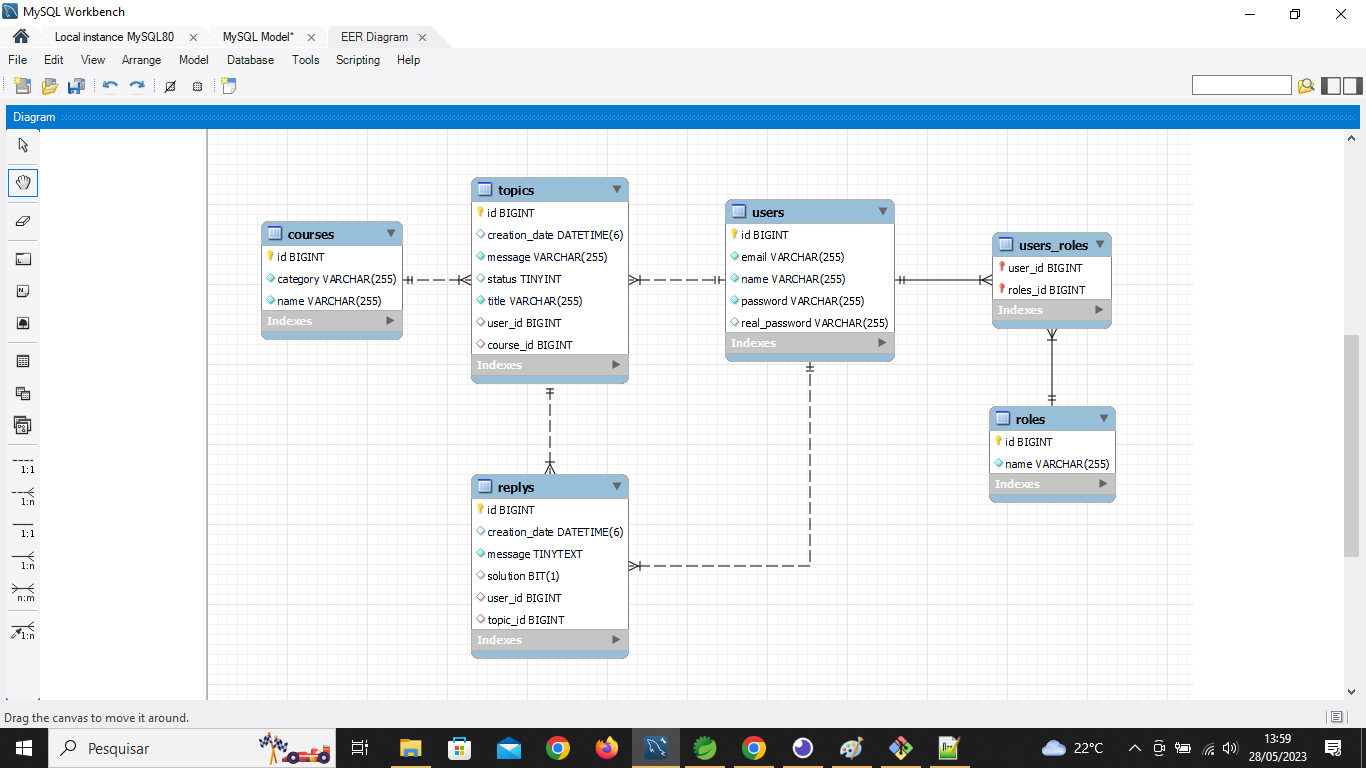 MySQL Workbench
Local instance MySQL80
MySQL Model*
EER Diagram
File Edit View Arrange Model Database Tools Scripting Help
Diagram
courses
id BIGINT
category VARCHAR(255)
name VARCHAR(255)
Indexes
topics
id BIGINT
creation_date DATETIME(6)
message VARCHAR(255)
status TINYINT
title VARCHAR(255)
user_id BIGINT
course_id BIGINT
Indexes
users
id BIGINT
email VARCHAR(255)
name VARCHAR(255)
password VARCHAR(255)
real_password VARCHAR(255)
Indexes
users_roles
user_id BIGINT
roles_id BIGINT
Indexes
roles
id BIGINT
name VARCHAR(255)
Indexes
replys
id BIGINT
creation_date DATETIME(6)
message TINYTEXT
solution BIT(1)
user_id BIGINT
topic_id BIGINT
Indexes
1:1
1:n
1:1
1:n
n:m
1:n
Drag the canvas to move it around.
Pesquisar
22°C
13:59
28/05/2023